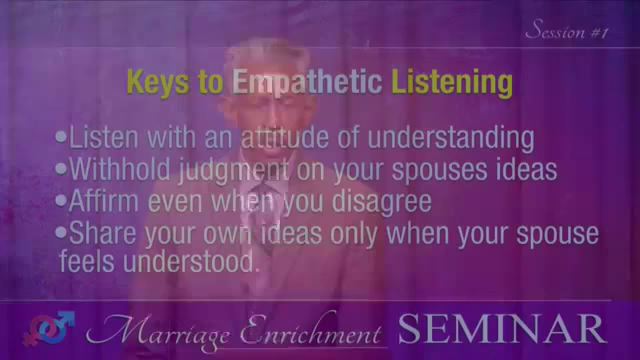 Session #1
Keys to Empathetic Listening
•Listen with an attitude of understanding
•Withhold judgment on your spouses ideas
•Affirm even when you disagree
•Share your own ideas only when your spouse
feels understood.
Marriage Enrichment SEMINAR